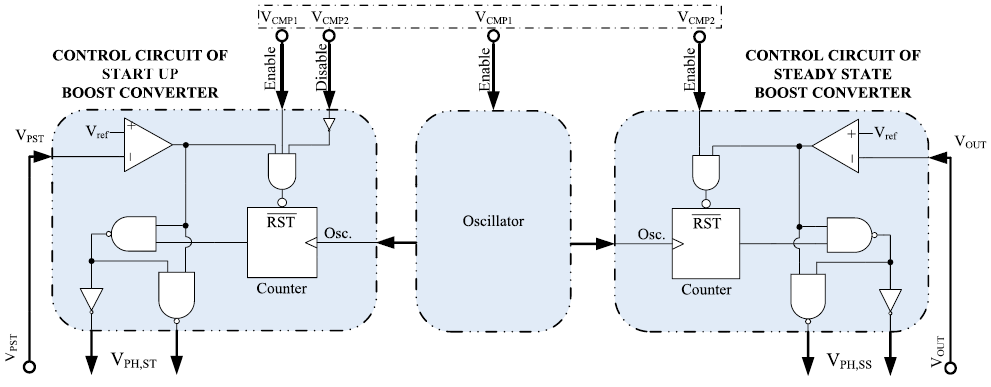 VCMP1
VCMP2
VCMP1
VCMP2
CONTROL CIRCUIT OF
START UP
BOOST CONVERTER
Enable
Disable
Enable
Enable
CONTROL CIRCUIT OF
STEADY STATE
BOOST CONVERTER
VPST
Vref
+
-
RST
Osc.
Counter
Oscillator
Osc.
RST
Counter
+
-
Vref
VOUT
VPST
VPH,ST
VPH,SS
VOUT